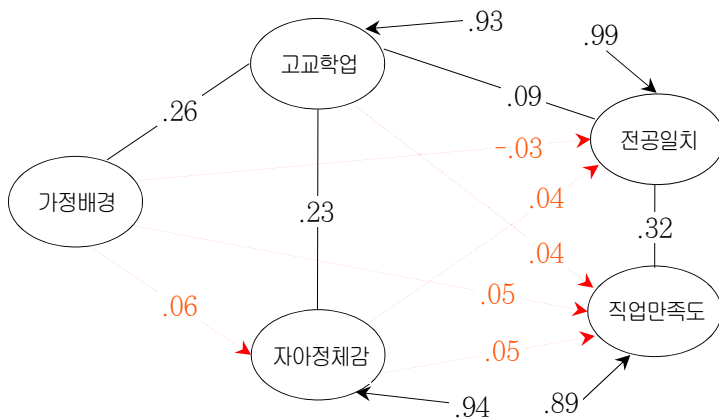 .93
.99
고교학업
.09
.26
전공일치
-.03
가정배경
.23
.04
.32
.04
.05
.06
직업만족도
자아정체감
.05
.94
.89